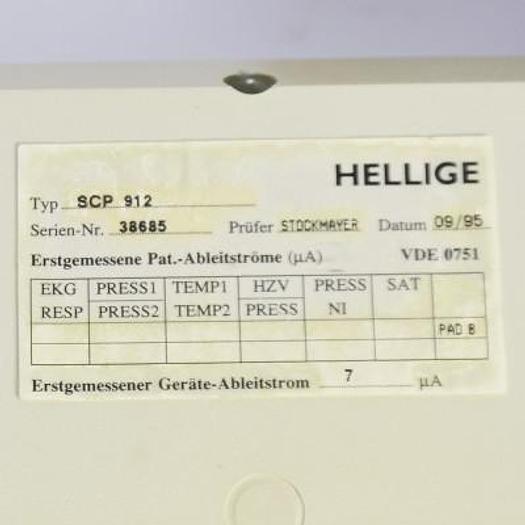 HELLIGE
Typ SCP 912
Serien-Nr. 38685 Prüfer STOCKMAYER Datum 09/95
Erstgemessene Pat.-Ableitströme (µA) VDE 0751
EKG PRESS1 TEMP1 HZV PRESS SAT
RESP PRESS2 TEMP2 PRESS NI
PAD B
Erstgemessener Geräte-Ableitstrom 7 µA